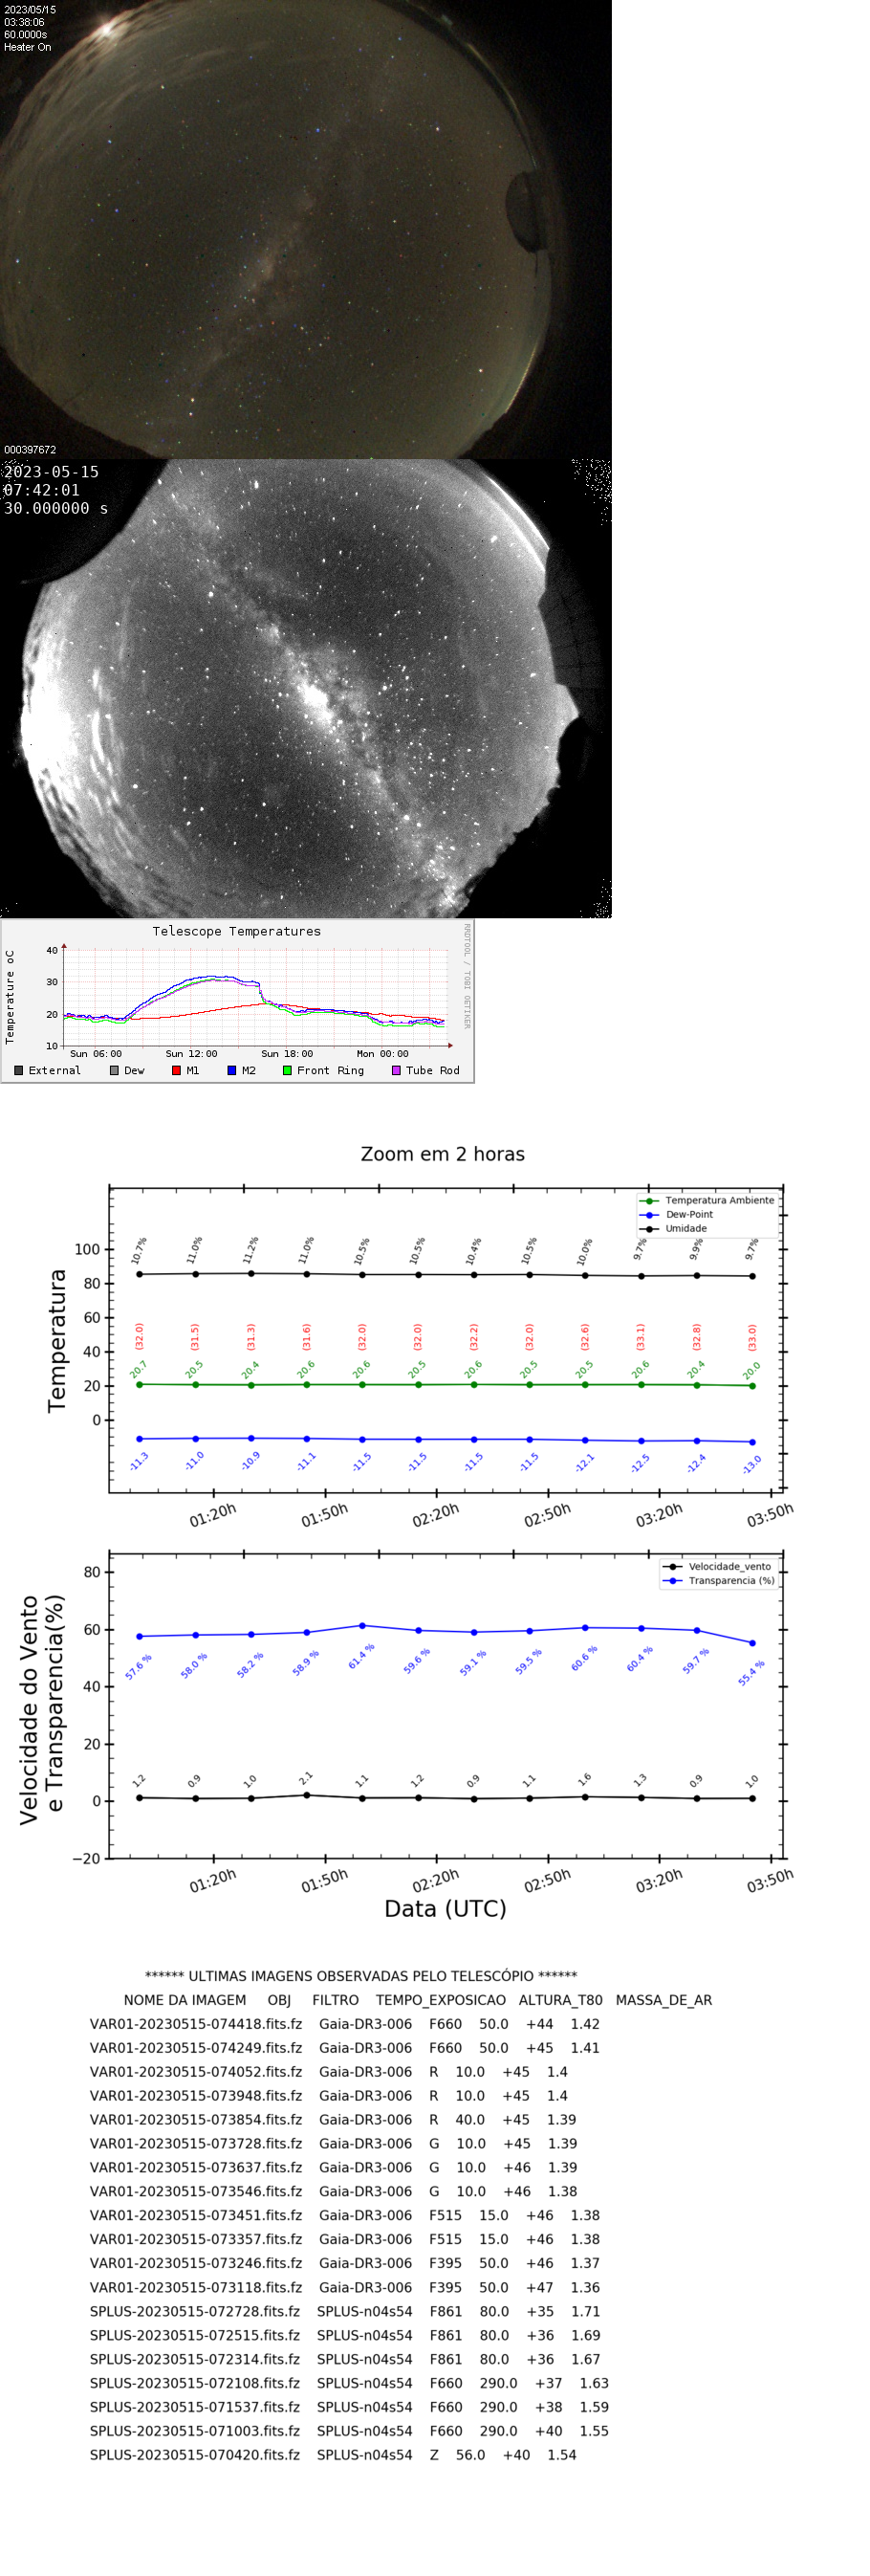 2023/05/15
03:38:06
60.0000s
Heater On
000397672
2023-05-15
07:42:01
30.000000 s
Telescope Temperatures
RRDTOOL / TOBI OETIKER
Temperature oC
40
30
20
10
Sun 06:00 Sun 12:00 Sun 18:00 Mon 00:00
External Dew M1 M2 Front Ring Tube Rod
Zoom em 2 horas
Temperatura Ambiente
Dew-Point
Umidade
Temperatura
100
80
60
40
20
0
10.7% 11.0% 11.2% 11.0% 10.5% 10.5% 10.4% 10.5% 10.0% 9.7% 9.9% 9.7%
(32.0) (31.5) (31.3) (31.6) (32.0) (32.0) (32.2) (32.0) (32.6) (33.1) (32.8) (33.0)
20.7 20.5 20.4 20.6 20.6 20.5 20.6 20.5 20.5 20.6 20.4 20.0
-11.3 -11.0 -10.9 -11.1 -11.5 -11.5 -11.5 -11.5 -12.1 -12.5 -12.4 -13.0
01:20h 01:50h 02:20h 02:50h 03:20h 03:50h
Velocidade_vento
Transparencia (%)
Velocidade do Vento
e Transparencia(%)
80
60
40
20
0
−20
57.6 % 58.0 % 58.2 % 58.9 % 61.4 % 59.6 % 59.1 % 59.5 % 60.6 % 60.4 % 59.7 % 55.4 %
1.2 0.9 1.0 2.1 1.1 1.2 0.9 1.1 1.6 1.3 0.9 1.0
01:20h 01:50h 02:20h 02:50h 03:20h 03:50h
Data (UTC)
****** ULTIMAS IMAGENS OBSERVADAS PELO TELESCÓPIO ******
NOME DA IMAGEM OBJ FILTRO TEMPO_EXPOSICAO ALTURA_T80 MASSA_DE_AR
VAR01-20230515-074418.fits.fz Gaia-DR3-006 F660 50.0 +44 1.42
VAR01-20230515-074249.fits.fz Gaia-DR3-006 F660 50.0 +45 1.41
VAR01-20230515-074052.fits.fz Gaia-DR3-006 R 10.0 +45 1.4
VAR01-20230515-073948.fits.fz Gaia-DR3-006 R 10.0 +45 1.4
VAR01-20230515-073854.fits.fz Gaia-DR3-006 R 40.0 +45 1.39
VAR01-20230515-073728.fits.fz Gaia-DR3-006 G 10.0 +45 1.39
VAR01-20230515-073637.fits.fz Gaia-DR3-006 G 10.0 +46 1.39
VAR01-20230515-073546.fits.fz Gaia-DR3-006 G 10.0 +46 1.38
VAR01-20230515-073451.fits.fz Gaia-DR3-006 F515 15.0 +46 1.38
VAR01-20230515-073357.fits.fz Gaia-DR3-006 F515 15.0 +46 1.38
VAR01-20230515-073246.fits.fz Gaia-DR3-006 F395 50.0 +46 1.37
VAR01-20230515-073118.fits.fz Gaia-DR3-006 F395 50.0 +47 1.36
SPLUS-20230515-072728.fits.fz SPLUS-n04s54 F861 80.0 +35 1.71
SPLUS-20230515-072515.fits.fz SPLUS-n04s54 F861 80.0 +36 1.69
SPLUS-20230515-072314.fits.fz SPLUS-n04s54 F861 80.0 +36 1.67
SPLUS-20230515-072108.fits.fz SPLUS-n04s54 F660 290.0 +37 1.63
SPLUS-20230515-071537.fits.fz SPLUS-n04s54 F660 290.0 +38 1.59
SPLUS-20230515-071003.fits.fz SPLUS-n04s54 F660 290.0 +40 1.55
SPLUS-20230515-070420.fits.fz SPLUS-n04s54 Z 56.0 +40 1.54